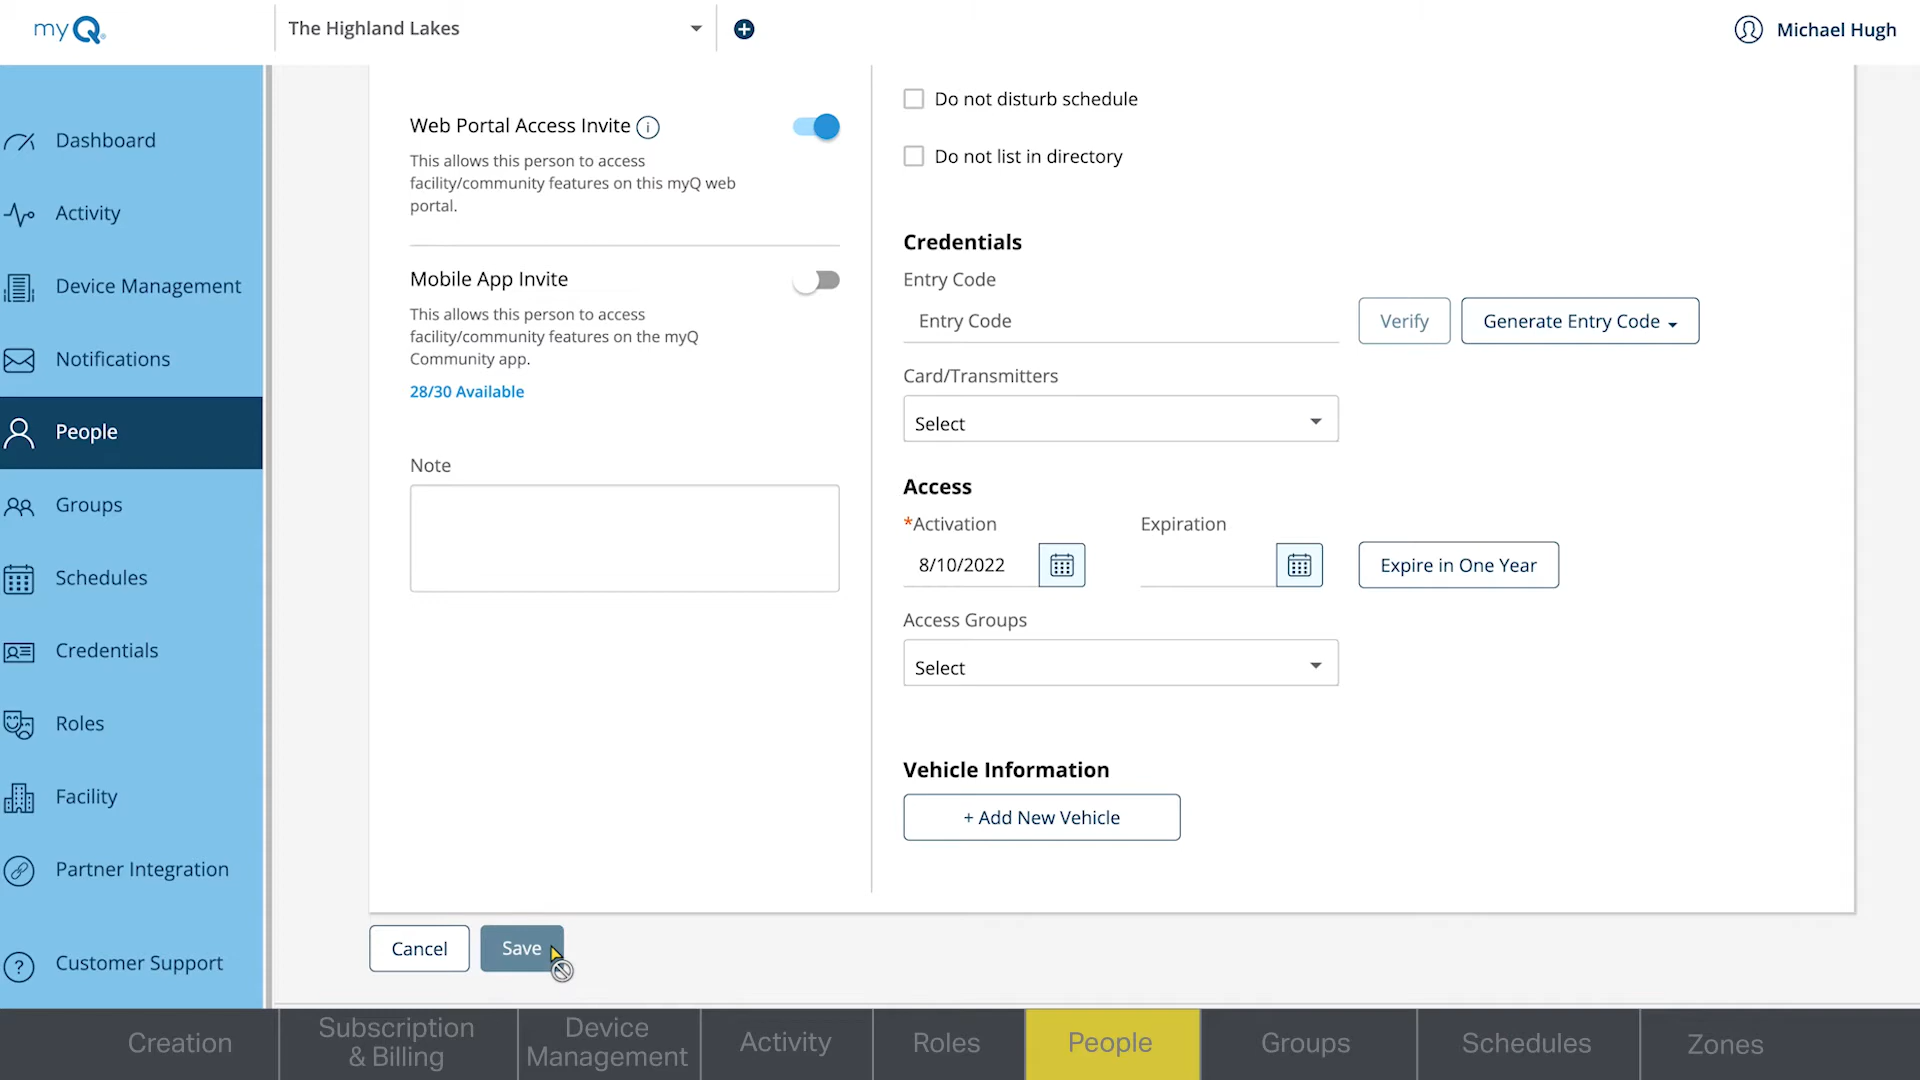 myQ
The Highland Lakes
Michael Hugh
Dashboard
Activity
Device Management
Notifications
People
Groups
Schedules
Credentials
Roles
Facility
Partner Integration
Customer Support
Web Portal Access Invite
This allows this person to access
facility/community features on this myQ web
portal.
Mobile App Invite
This allows this person to access
facility/community features on the myQ
Community app.
28/30 Available
Note
Do not disturb schedule
Do not list in directory
Credentials
Entry Code
Entry Code
Verify
Generate Entry Code
Card/Transmitters
Select
Access
*Activation
Expiration
8/10/2022
Expire in One Year
Access Groups
Select
Vehicle Information
+ Add New Vehicle
Cancel
Save
Creation
Subscription
& Billing
Device
Management
Activity
Roles
People
Groups
Schedules
Zones